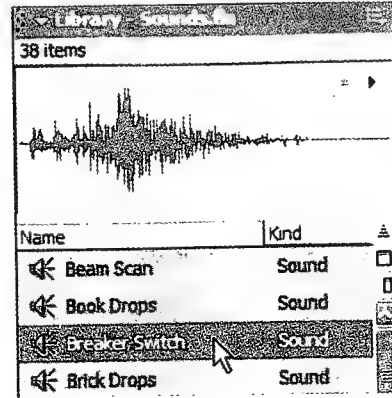 Library - Sounds.fla
38 items
Name Kind
Beam Scan Sound
Book Drops Sound
Breaker Switch Sound
Brick Drops Sound